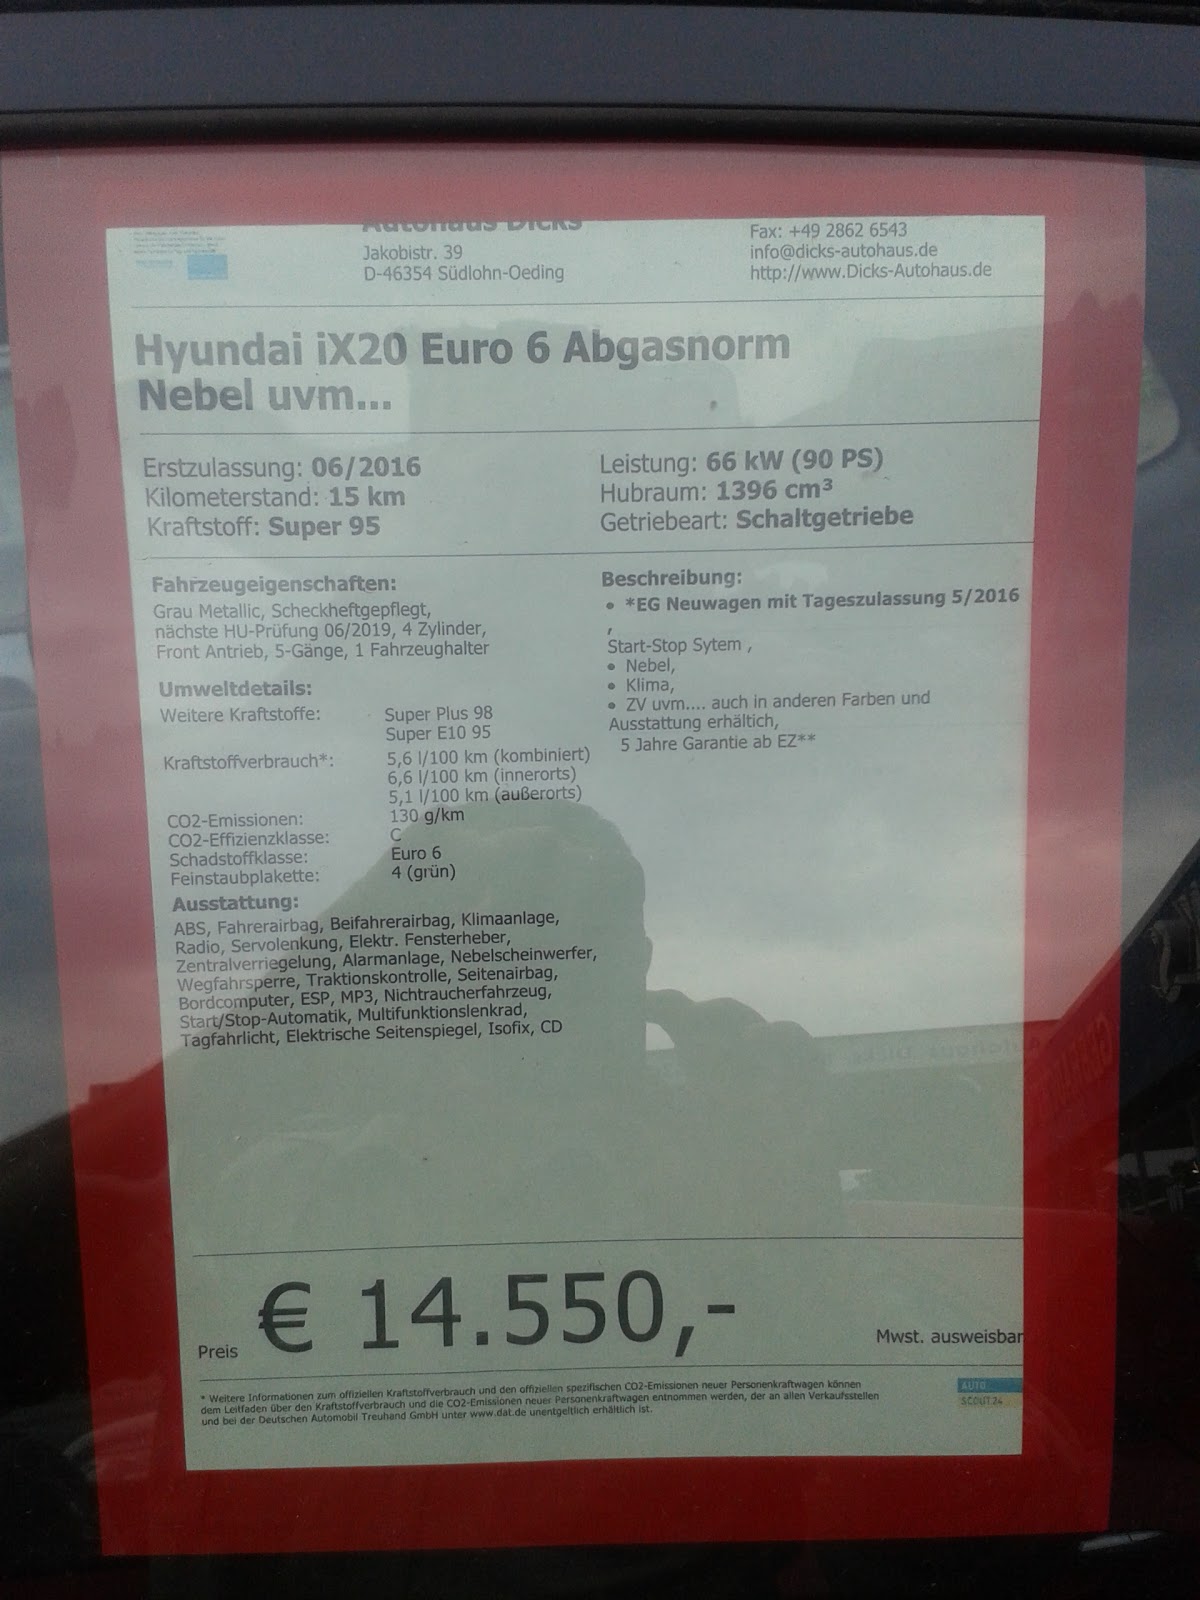 Autohaus Dicks
Jakobistr. 39
D-46354 Südlohn-Oeding
Fax: +49 2862 6543
info@dicks-autohaus.de
http://www.Dicks-Autohaus.de
Hyundai iX20 Euro 6 Abgasnorm
Nebel uvm...
Erstzulassung: 06/2016
Kilometerstand: 15 km
Kraftstoff: Super 95
Leistung: 66 kW (90 PS)
Hubraum: 1396 cm³
Getriebeart: Schaltgetriebe
Fahrzeugeigenschaften:
Grau Metallic, Scheckheftgepflegt,
nächste HU-Prüfung 06/2019, 4 Zylinder,
Front Antrieb, 5-Gänge, 1 Fahrzeughalter
Umweltdetails:
Weitere Kraftstoffe: Super Plus 98
Super E10 95
Kraftstoffverbrauch*: 5,6 l/100 km (kombiniert)
6,6 l/100 km (innerorts)
5,1 l/100 km (außerorts)
CO2-Emissionen: 130 g/km
CO2-Effizienzklasse: C
Schadstoffklasse: Euro 6
Feinstaubplakette: 4 (grün)
Ausstattung:
ABS, Fahrerairbag, Beifahrerairbag, Klimaanlage,
Radio, Servolenkung, Elektr. Fensterheber,
Zentralverriegelung, Alarmanlage, Nebelscheinwerfer,
Wegfahrsperre, Traktionskontrolle, Seitenairbag,
Bordcomputer, ESP, MP3, Nichtraucherfahrzeug,
Start/Stop-Automatik, Multifunktionslenkrad,
Tagfahrlicht, Elektrische Seitenspiegel, Isofix, CD
Beschreibung:
• *EG Neuwagen mit Tageszulassung 5/2016
,
Start-Stop Sytem ,
• Nebel,
• Klima,
• ZV uvm.... auch in anderen Farben und
Ausstattung erhältich,
5 Jahre Garantie ab EZ**
Preis € 14.550,-
Mwst. ausweisbar
* Weitere Informationen zum offiziellen Kraftstoffverbrauch und den offiziellen spezifischen CO2-Emissionen neuer Personenkraftwagen können
dem Leitfaden über den Kraftstoffverbrauch und die CO2-Emissionen neuer Personenkraftwagen entnommen werden, der an allen Verkaufsstellen
und bei der Deutschen Automobil Treuhand GmbH unter www.dat.de unentgeltlich erhältlich ist.
AUTO
SCOUT24